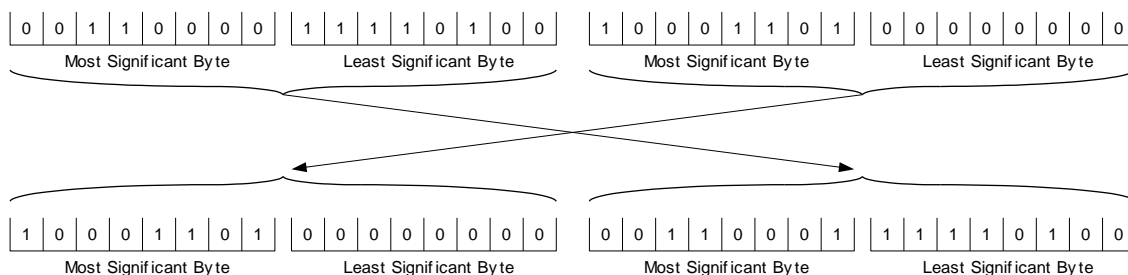 0 0 1 1 0 0 0 0 1 1 1 1 0 1 0 0 1 0 0 0 1 1 0 1 0 0 0 0 0 0 0 0
Most Significant Byte Least Significant Byte Most Significant Byte Least Significant Byte
1 0 0 0 1 1 0 1 0 0 0 0 0 0 0 0 0 0 1 1 0 0 0 1 1 1 1 1 0 1 0 0
Most Significant Byte Least Significant Byte Most Significant Byte Least Significant Byte